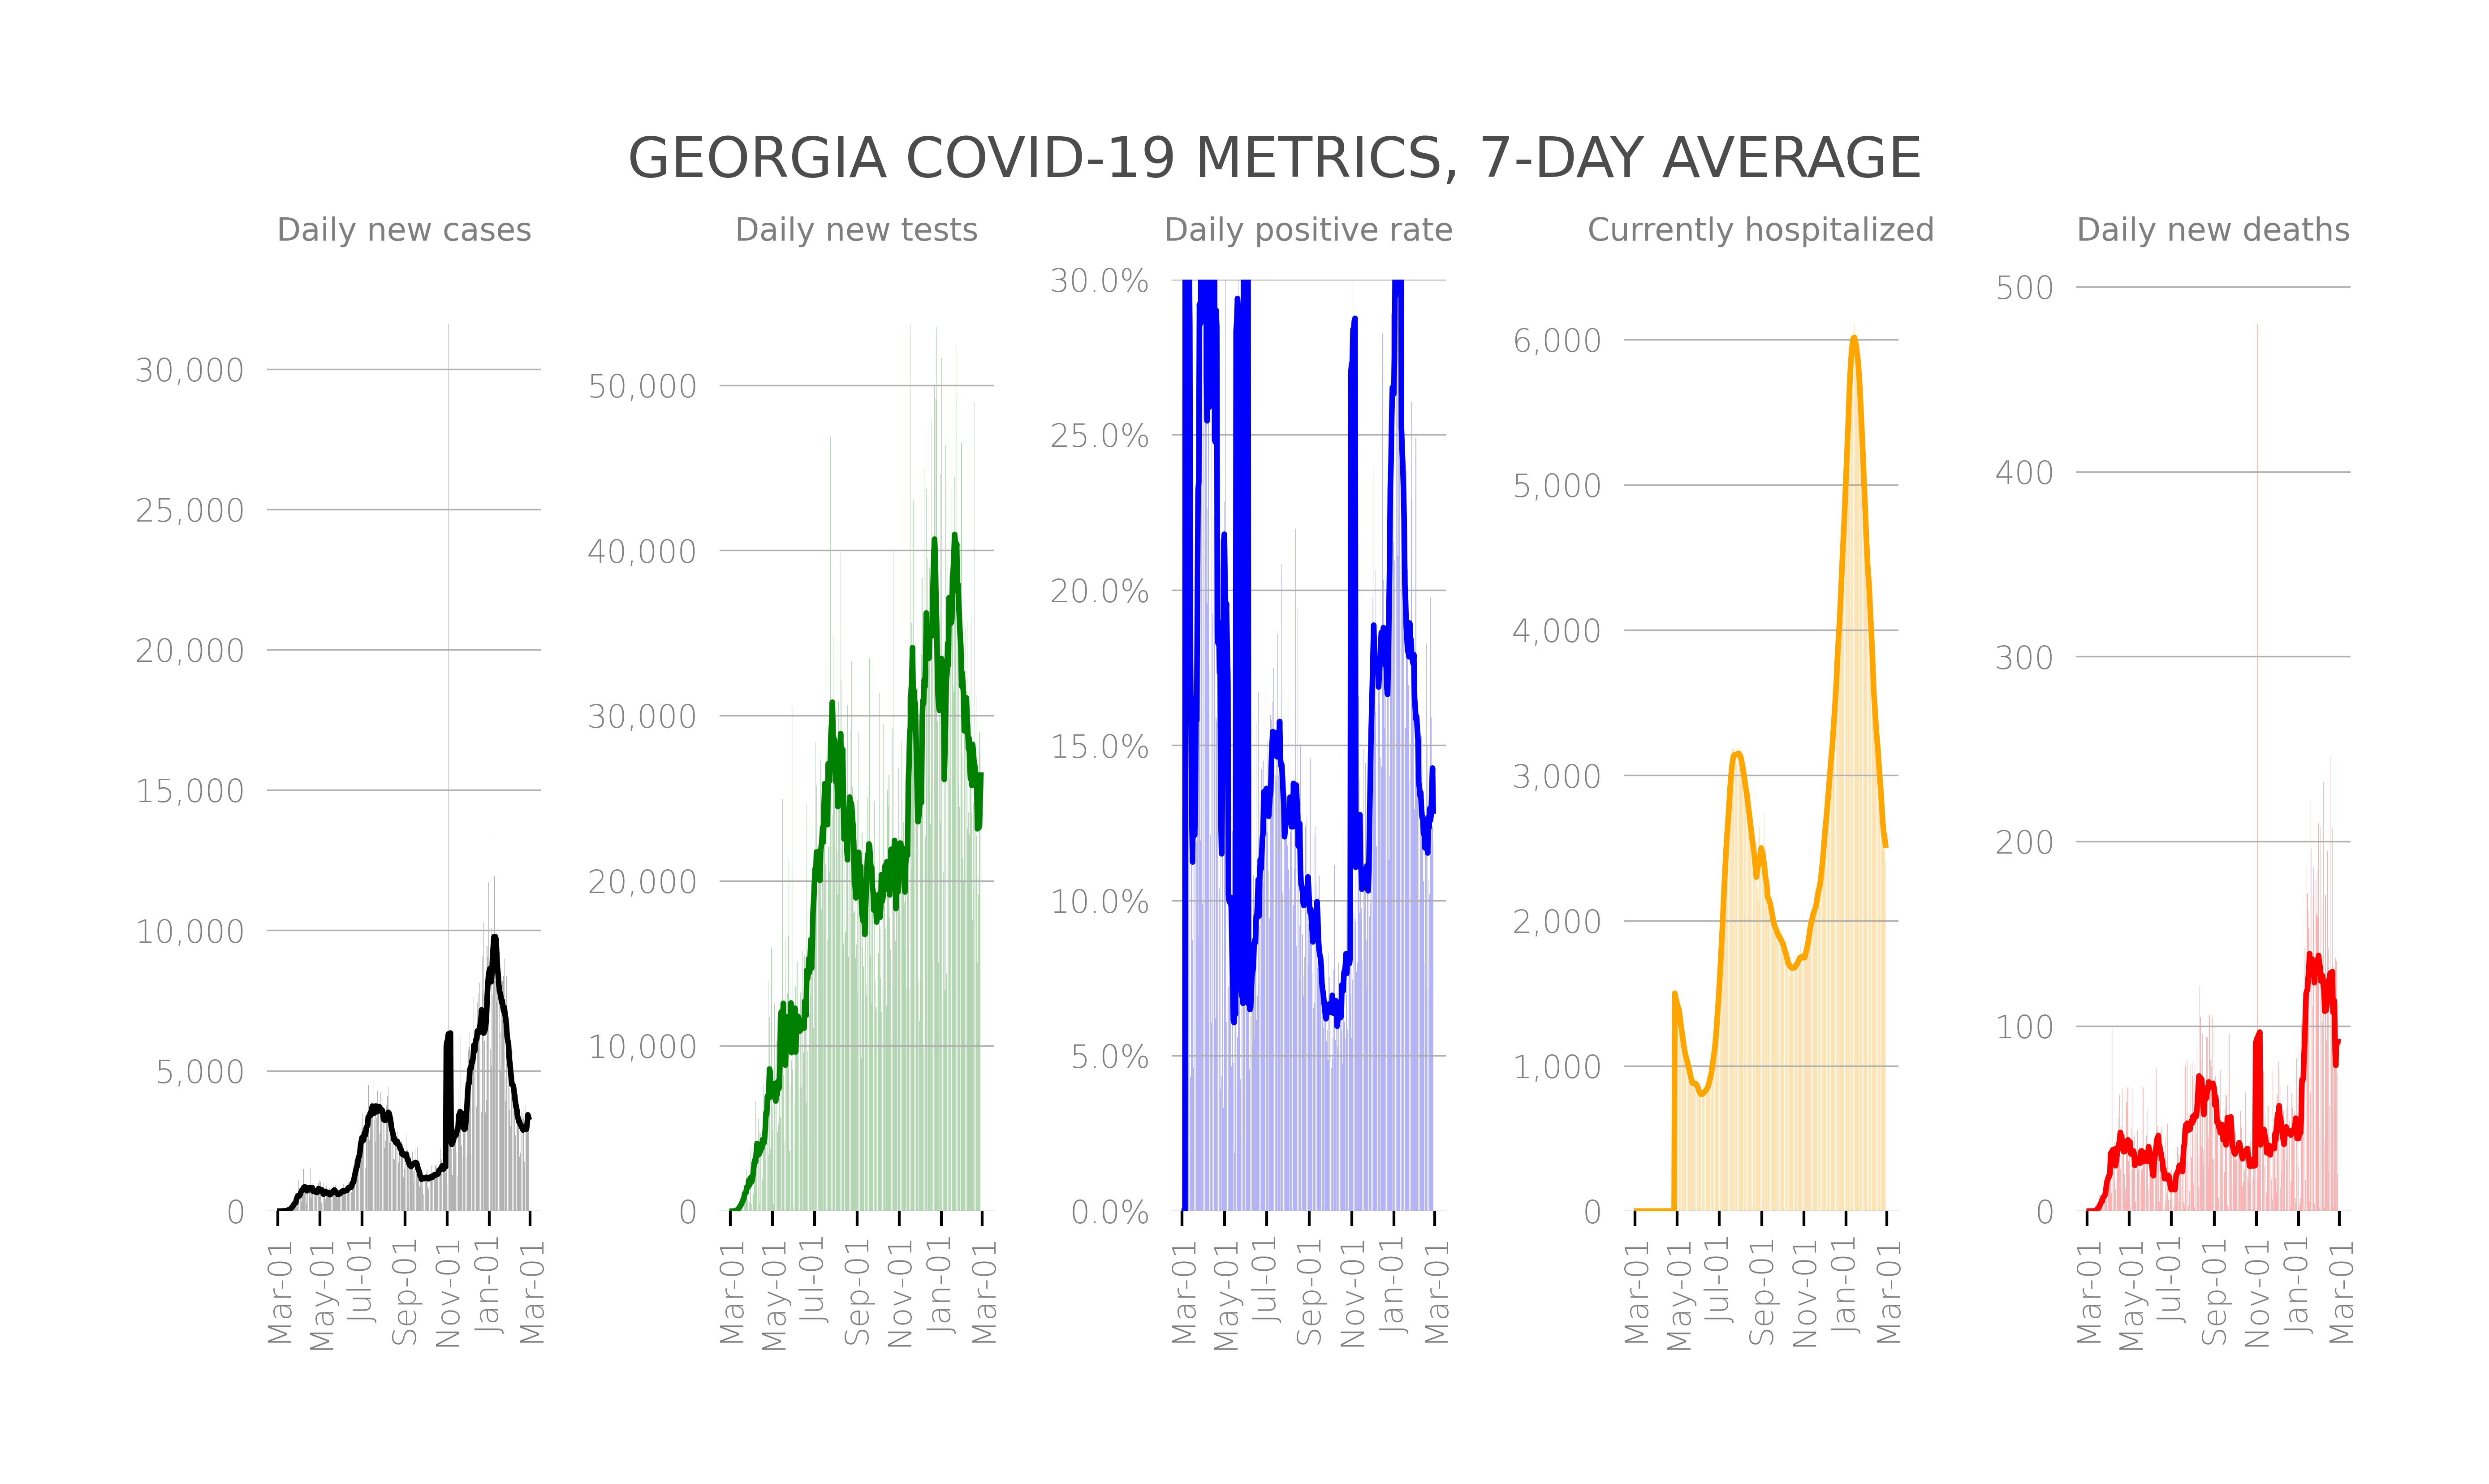 GEORGIA COVID-19 METRICS, 7-DAY AVERAGE
Daily new cases
30,000
25,000
20,000
15,000
10,000
5,000
0
Mar-01
May-01
Jul-01
Sep-01
Nov-01
Jan-01
Mar-01
Daily new tests
50,000
40,000
30,000
20,000
10,000
0
Mar-01
May-01
Jul-01
Sep-01
Nov-01
Jan-01
Mar-01
Daily positive rate
30.0%
25.0%
20.0%
15.0%
10.0%
5.0%
0.0%
Mar-01
May-01
Jul-01
Sep-01
Nov-01
Jan-01
Mar-01
Currently hospitalized
6,000
5,000
4,000
3,000
2,000
1,000
0
Mar-01
May-01
Jul-01
Sep-01
Nov-01
Jan-01
Mar-01
Daily new deaths
500
400
300
200
100
0
Mar-01
May-01
Jul-01
Sep-01
Nov-01
Jan-01
Mar-01